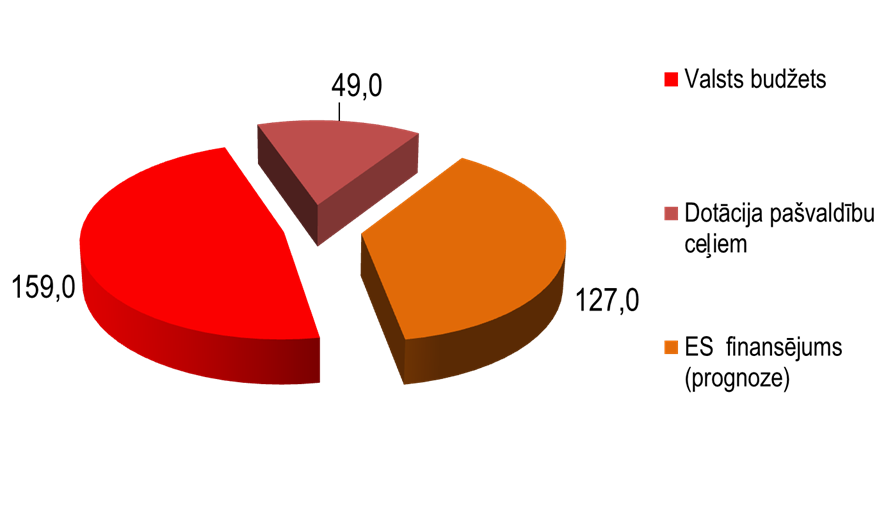 49,0
159,0
127,0
Valsts budžets
Dotācija pašvaldību
ceļiem
ES finansējums
(prognoze)